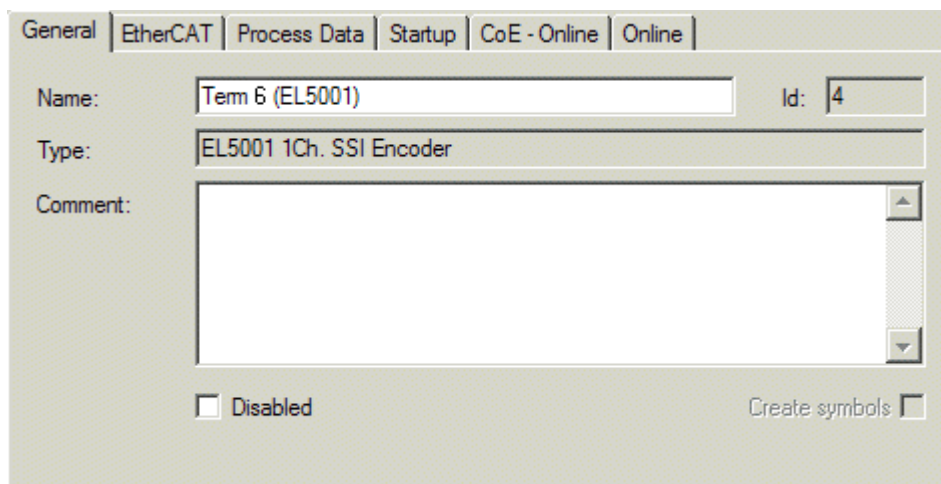 General EtherCAT Process Data Startup CoE - Online Online
Name: Term 6 (EL5001) Id: 4
Type: EL5001 1Ch. SSI Encoder
Comment:
Disabled Create symbols